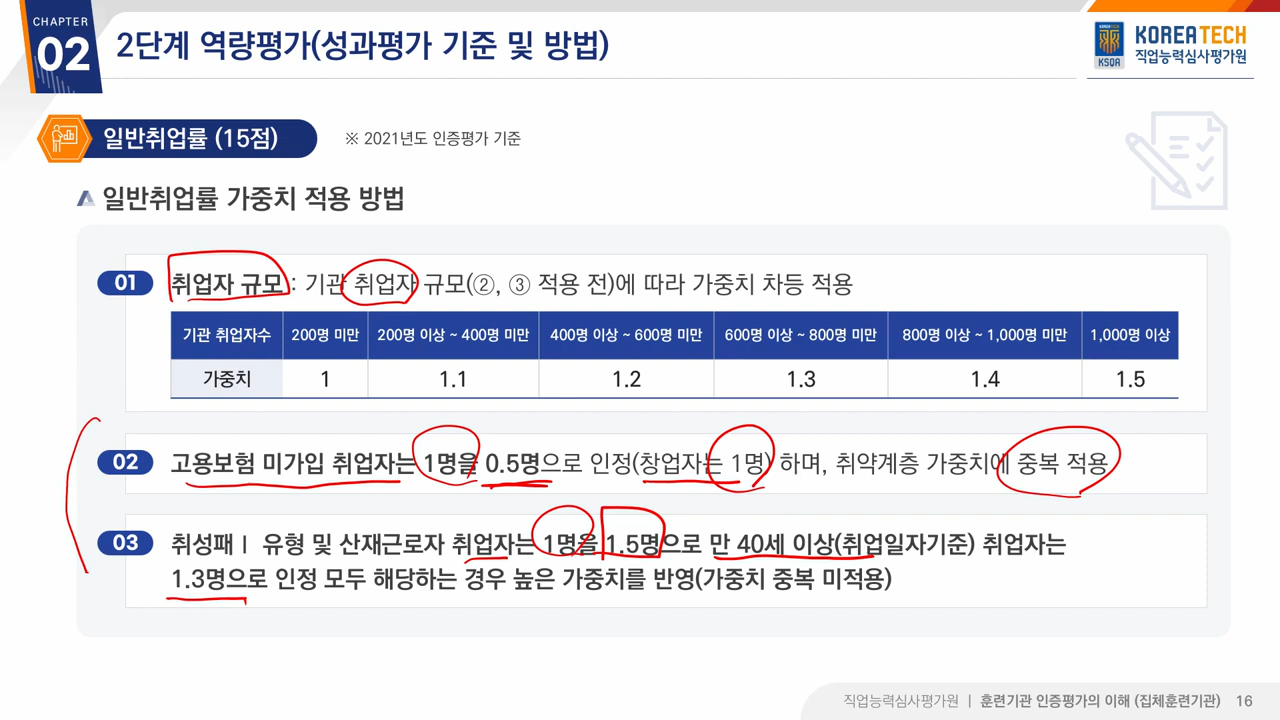 CHAPTER
02
2단계 역량평가(성과평가 기준 및 방법)
KOREATECH
직업능력심사평가원
KSQA
일반취업률 (15점)
※ 2021년도 인증평가 기준
일반취업률 가중치 적용 방법
01
취업자 규모 : 기관 취업자 규모(②, ③ 적용 전)에 따라 가중치 차등 적용
기관 취업자수 200명 미만 200명 이상 ~ 400명 미만 400명 이상 ~ 600명 미만 600명 이상 ~ 800명 미만 800명 이상 ~ 1,000명 미만 1,000명 이상
가중치 1 1.1 1.2 1.3 1.4 1.5
02
고용보험 미가입 취업자는 1명을 0.5명으로 인정(창업자는 1명) 하며, 취약계층 가중치에 중복 적용
03
취성패Ⅰ 유형 및 산재근로자 취업자는 1명을 1.5명으로 만 40세 이상(취업일자기준) 취업자는
1.3명으로 인정 모두 해당하는 경우 높은 가중치를 반영(가중치 중복 미적용)
직업능력심사평가원 | 훈련기관 인증평가의 이해 (집체훈련기관) 16